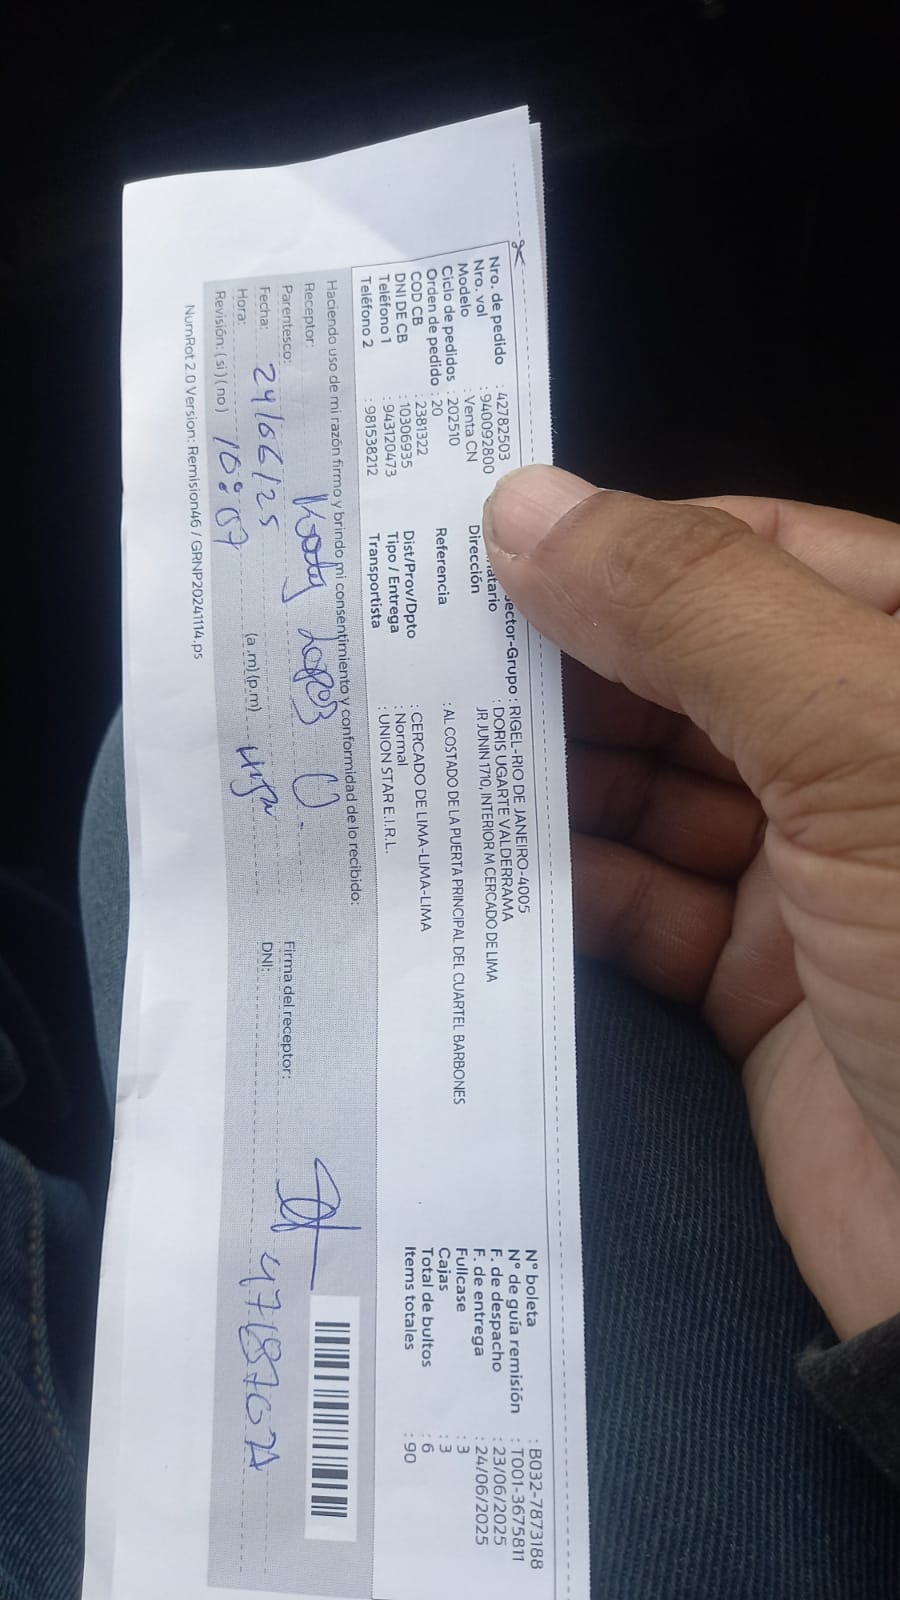 Nro. de pedido : 42782503
Nro. vol : 940092800
Modelo : Venta CN
Ciclo de pedidos : 202510
Orden de pedido : 20
COD CB : 2381322
DNI DE CB : 10306935
Teléfono 1 : 943120473
Teléfono 2 : 981538212
ector-Grupo : RIGEL-RIO DE JANEIRO-4005
atario : DORIS UGARTE VALDERRAMA
Dirección JR JUNIN 1710, INTERIOR M CERCADO DE LIMA
Referencia : AL COSTADO DE LA PUERTA PRINCIPAL DEL CUARTEL BARBONES
Dist/Prov/Dpto : CERCADO DE LIMA-LIMA-LIMA
Tipo / Entrega : Normal
Transportista : UNION STAR E.I.R.L.
N° boleta : B032-7873188
N° de guía remisión : T001-3675811
F. de despacho : 23/06/2025
F. de entrega : 24/06/2025
Fullcase : 3
Cajas : 3
Total de bultos : 6
Items totales : 90
Haciendo uso de mi razón firmo y brindo mi consentimiento y conformidad de lo recibido:
Receptor:
Parentesco:
Fecha: 24/06/25
Hora: 10:07 (a.m)(p.m)
Revisión: (si)(no)
Firma del receptor:
DNI:
NumRot 2.0 Version: Remision46 / GRNP20241114.ps